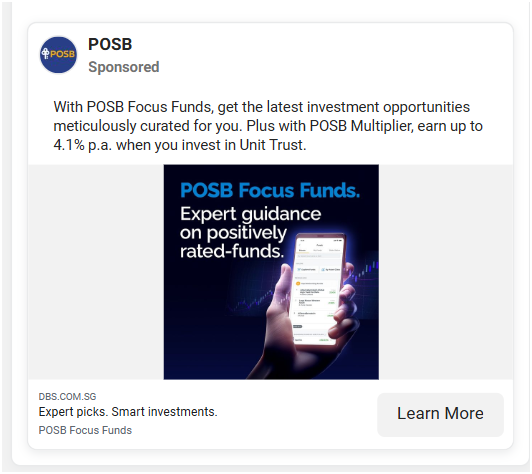 POSB
POSB
Sponsored
With POSB Focus Funds, get the latest investment opportunities
meticulously curated for you. Plus with POSB Multiplier, earn up to
4.1% p.a. when you invest in Unit Trust.
POSB Focus Funds.
Expert guidance
on positively
rated-funds.
DBS.COM.SG
Expert picks. Smart investments.
POSB Focus Funds
Learn More